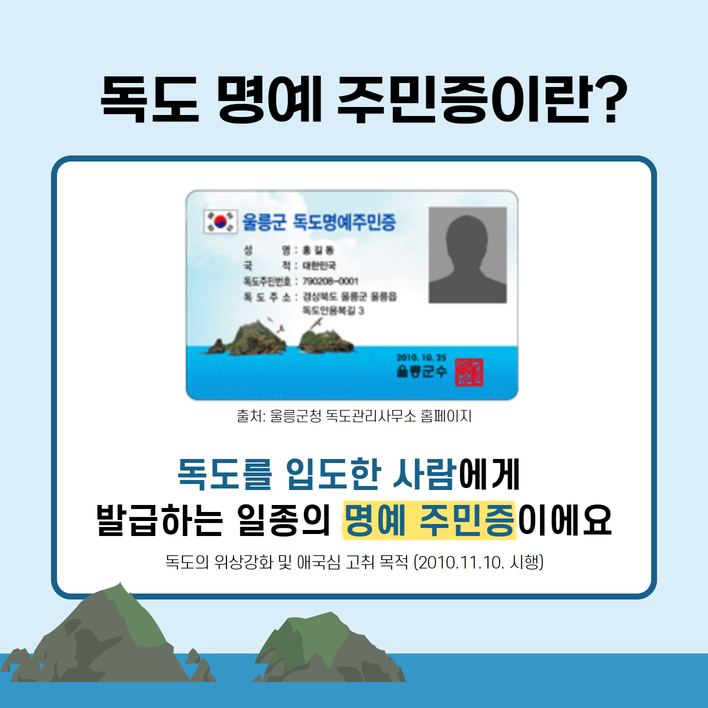 독도 명예 주민증이란?
울릉군 독도명예주민증
성 명 : 홍길동
국 적 : 대한민국
독도주민번호 : 790208-0001
독 도 주 소 : 경상북도 울릉군 울릉읍
독도안용복길 3
2010. 10. 25
울릉군수
출처: 울릉군청 독도관리사무소 홈페이지
독도를 입도한 사람에게
발급하는 일종의 명예 주민증이에요
독도의 위상강화 및 애국심 고취 목적 (2010.11.10. 시행)